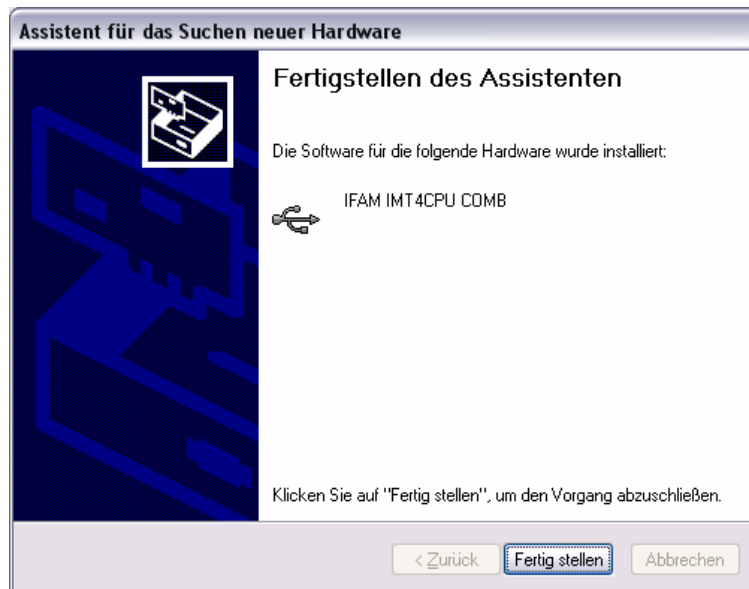 Assistent für das Suchen neuer Hardware
Fertigstellen des Assistenten
Die Software für die folgende Hardware wurde installiert:
IFAM IMT4CPU COMB
Klicken Sie auf "Fertig stellen", um den Vorgang abzuschließen.
< Zurück Fertig stellen Abbrechen